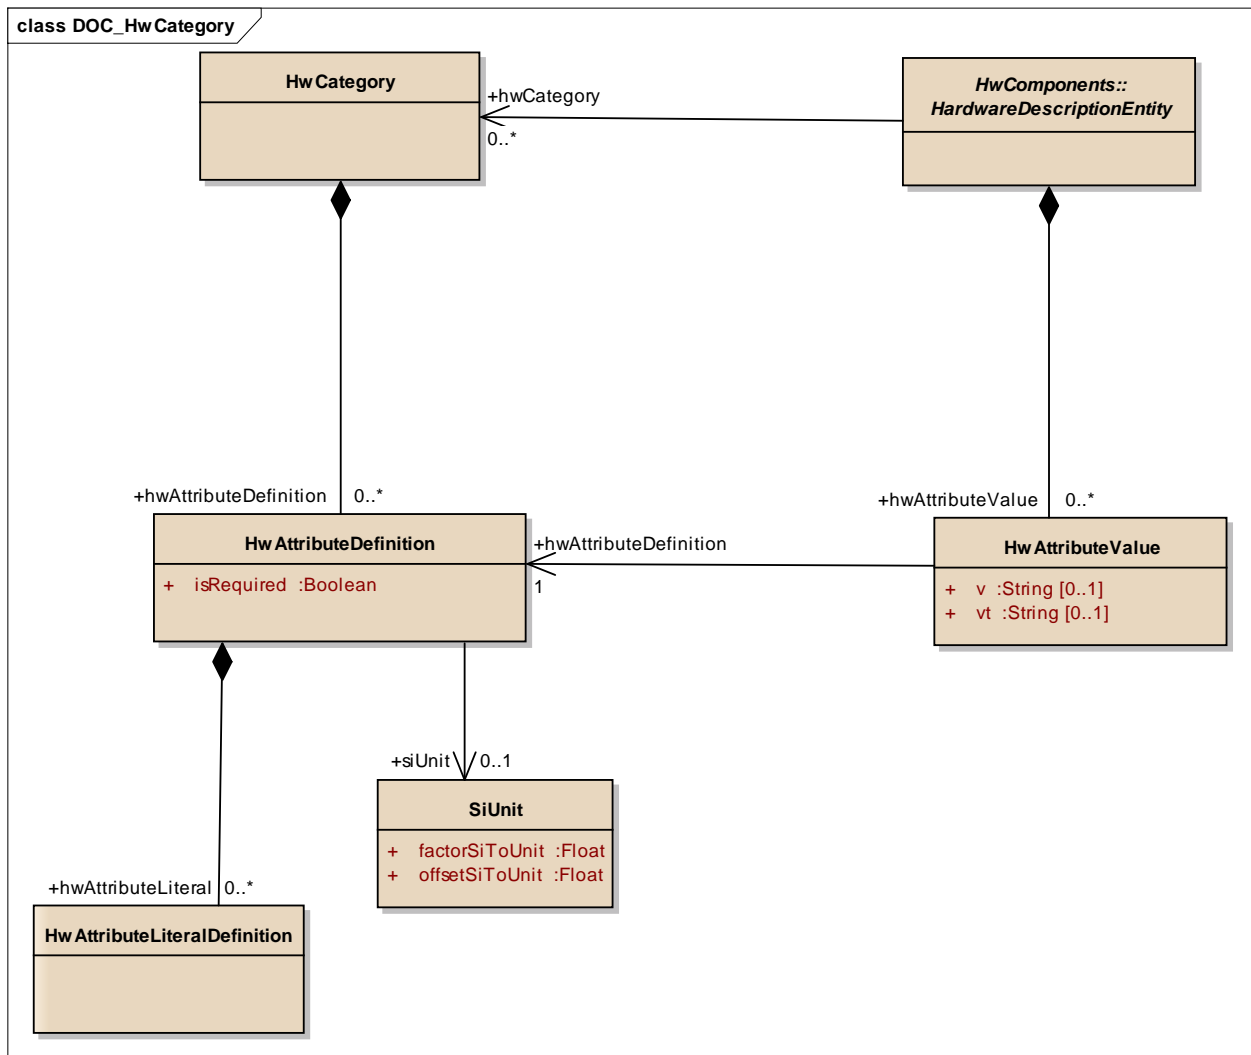 class DOC_HwCategory
HwCategory
HwComponents::
HardwareDescriptionEntity
+hwCategory
0..*
+hwAttributeDefinition 0..*
+hwAttributeValue 0..*
HwAttributeDefinition
+ isRequired :Boolean
+hwAttributeDefinition
1
HwAttributeValue
+ v :String [0..1]
+ vt :String [0..1]
+siUnit 0..1
SiUnit
+ factorSiToUnit :Float
+ offsetSiToUnit :Float
+hwAttributeLiteral 0..*
HwAttributeLiteralDefinition